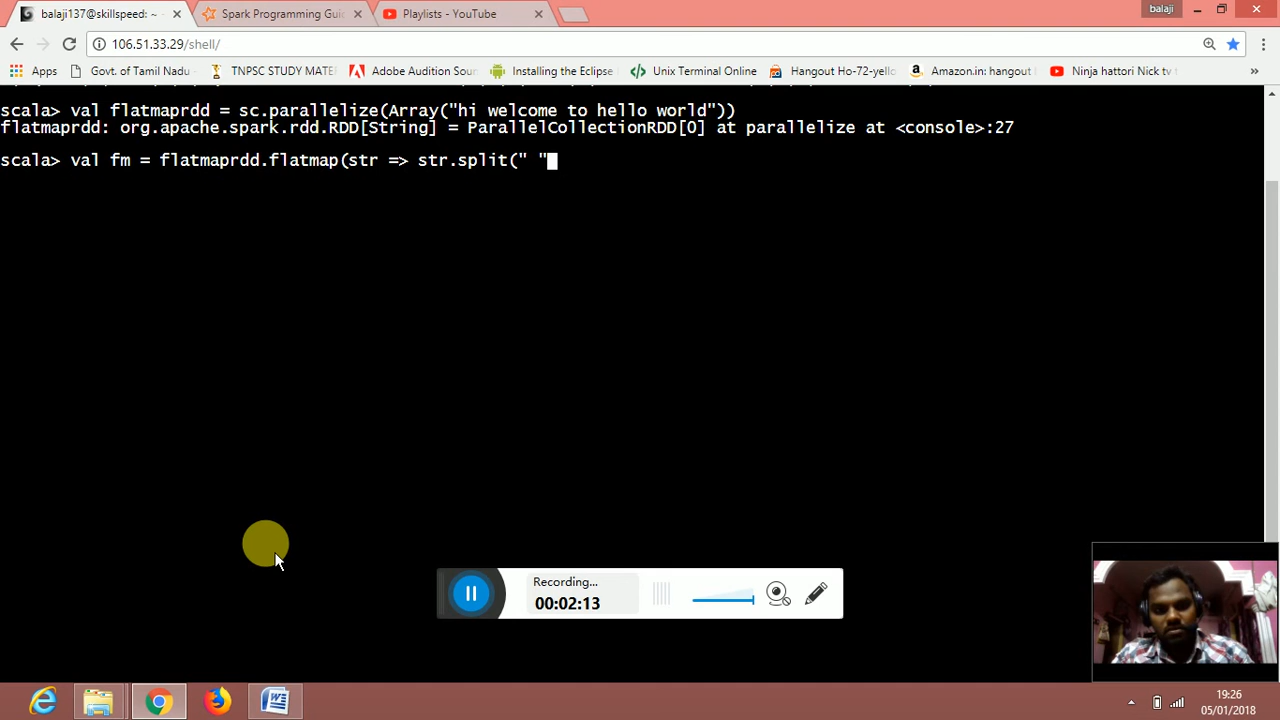 balaji137@skillspeed: ~
Spark Programming Guid
Playlists - YouTube
balaji
106.51.33.29/shell/
Apps
Govt. of Tamil Nadu
TNPSC STUDY MATE
Adobe Audition Soun
Installing the Eclipse
Unix Terminal Online
Hangout Ho-72-yello
Amazon.in: hangout
Ninja hattori Nick tv
»
scala> val flatmaprdd = sc.parallelize(Array("hi welcome to hello world"))
flatmaprdd: org.apache.spark.rdd.RDD[String] = ParallelCollectionRDD[0] at parallelize at <console>:27
scala> val fm = flatmaprdd.flatmap(str => str.split(" "
Recording...
00:02:13
19:26
05/01/2018